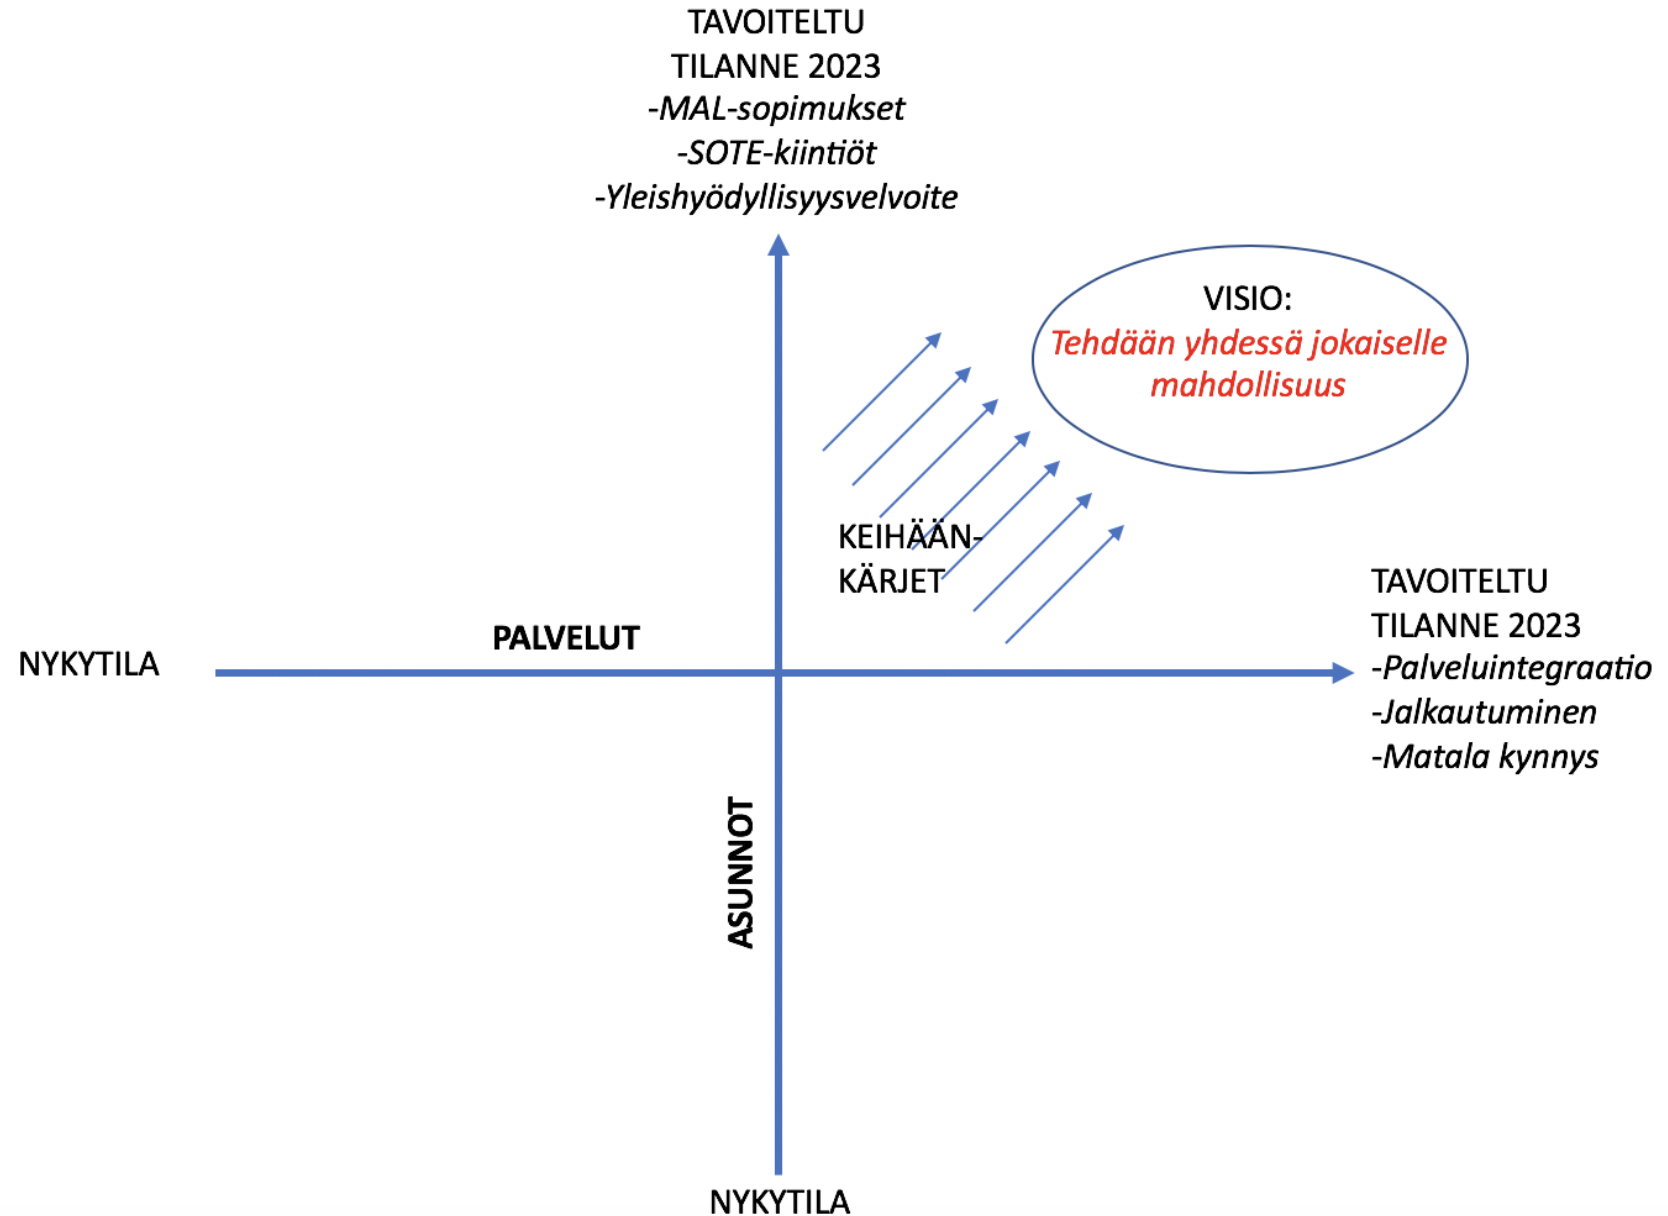 TAVOITELTU
TILANNE 2023
-MAL-sopimukset
-SOTE-kiintiöt
-Yleishyödyllisyysvelvoite
VISIO:
Tehdään yhdessä jokaiselle
mahdollisuus
KEIHÄÄN-
KÄRJET
PALVELUT
NYKYTILA
TAVOITELTU
TILANNE 2023
-Palveluintegraatio
-Jalkautuminen
-Matala kynnys
ASUNNOT
NYKYTILA